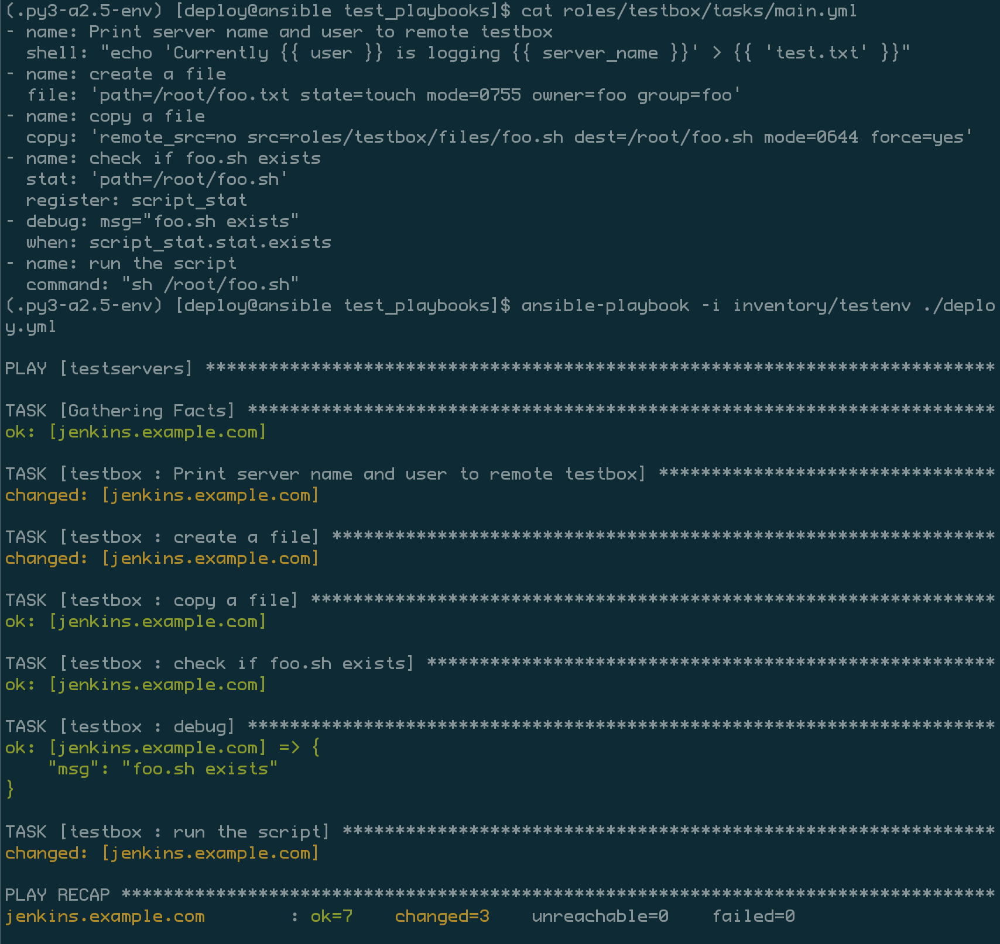 (.py3-a2.5-env) [deploy@ansible test_playbooks]$ cat roles/testbox/tasks/main.yml
- name: Print server name and user to remote testbox
  shell: "echo 'Currently {{ user }} is logging {{ server_name }}' > {{ 'test.txt' }}"
- name: create a file
  file: 'path=/root/foo.txt state=touch mode=0755 owner=foo group=foo'
- name: copy a file
  copy: 'remote_src=no src=roles/testbox/files/foo.sh dest=/root/foo.sh mode=0644 force=yes'
- name: check if foo.sh exists
  stat: 'path=/root/foo.sh'
  register: script_stat
- debug: msg="foo.sh exists"
  when: script_stat.stat.exists
- name: run the script
  command: "sh /root/foo.sh"
(.py3-a2.5-env) [deploy@ansible test_playbooks]$ ansible-playbook -i inventory/testenv ./deplo
y.yml

PLAY [testservers] ***************************************************************************

TASK [Gathering Facts] ***********************************************************************
ok: [jenkins.example.com]

TASK [testbox : Print server name and user to remote testbox] ********************************
changed: [jenkins.example.com]

TASK [testbox : create a file] ***************************************************************
changed: [jenkins.example.com]

TASK [testbox : copy a file] *****************************************************************
ok: [jenkins.example.com]

TASK [testbox : check if foo.sh exists] ******************************************************
ok: [jenkins.example.com]

TASK [testbox : debug] ***********************************************************************
ok: [jenkins.example.com] => {
    "msg": "foo.sh exists"
}

TASK [testbox : run the script] **************************************************************
changed: [jenkins.example.com]

PLAY RECAP ***********************************************************************************
jenkins.example.com        : ok=7    changed=3    unreachable=0    failed=0